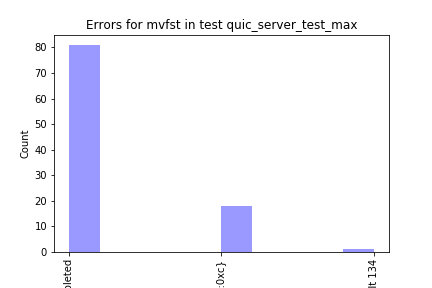 Errors for mvfst in test quic_server_test_max
80
70
60
50
40
30
20
10
0
Count
pleted
:0xc}
lt 134